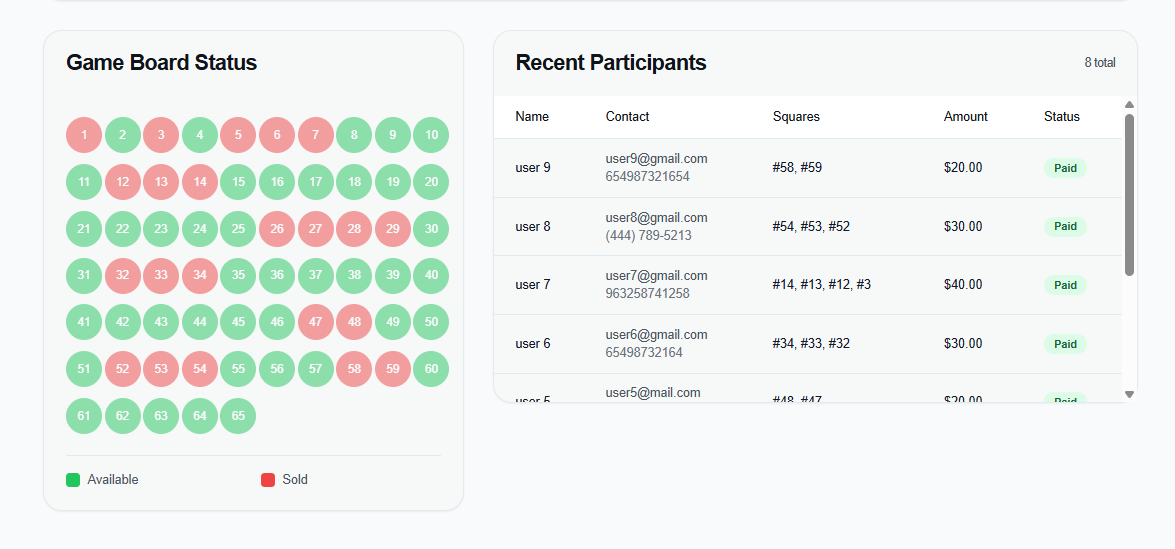 Game Board Status
1 2 3 4 5 6 7 8 9 10
11 12 13 14 15 16 17 18 19 20
21 22 23 24 25 26 27 28 29 30
31 32 33 34 35 36 37 38 39 40
41 42 43 44 45 46 47 48 49 50
51 52 53 54 55 56 57 58 59 60
61 62 63 64 65
Available Sold
Recent Participants 8 total
Name Contact Squares Amount Status
user 9 user9@gmail.com #58, #59 $20.00 Paid
654987321654
user 8 user8@gmail.com #54, #53, #52 $30.00 Paid
(444) 789-5213
user 7 user7@gmail.com #14, #13, #12, #3 $40.00 Paid
963258741258
user 6 user6@gmail.com #34, #33, #32 $30.00 Paid
65498732164
user 5 user5@mail.com #48, #47 $20.00 Paid